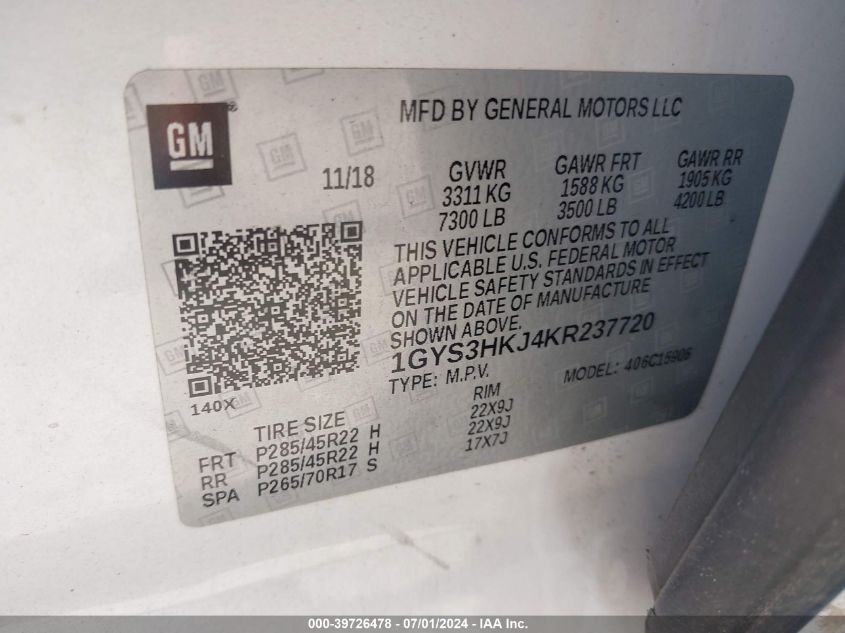 GM ®
MFD BY GENERAL MOTORS LLC
11/18
GVWR GAWR FRT GAWR RR
3311 KG 1588 KG 1905 KG
7300 LB 3500 LB 4200 LB
THIS VEHICLE CONFORMS TO ALL
APPLICABLE U.S. FEDERAL MOTOR
VEHICLE SAFETY STANDARDS IN EFFECT
ON THE DATE OF MANUFACTURE
SHOWN ABOVE.
1GYS3HKJ4KR237720
TYPE: M.P.V. MODEL: 406C15906
140X
TIRE SIZE RIM
FRT P285/45R22 H 22X9J
RR P285/45R22 H 22X9J
SPA P265/70R17 S 17X7J
000-39726478 - 07/01/2024 - IAA Inc.